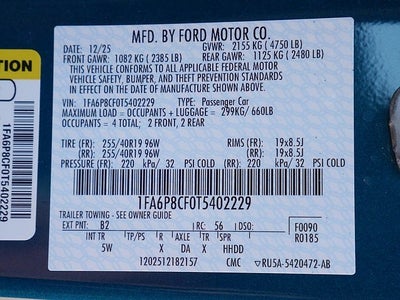 MFD. BY FORD MOTOR CO.
DATE: 12/25 GVWR: 2155 KG ( 4750 LB)
FRONT GAWR: 1082 KG ( 2385 LB) REAR GAWR: 1125 KG ( 2480 LB)
THIS VEHICLE CONFORMS TO ALL APPLICABLE FEDERAL MOTOR
VEHICLE SAFETY, BUMPER, AND THEFT PREVENTION STANDARDS
IN EFFECT ON THE DATE OF MANUFACTURE SHOWN ABOVE.
VIN: 1FA6P8CF0T5402229 TYPE: Passenger Car
MAXIMUM LOAD = OCCUPANTS + LUGGAGE = 299KG/ 660LB
OCCUPANTS = 4 TOTAL: 2 FRONT, 2 REAR
TIRE (FR): 255/40R19 96W RIMS (FR): 19x8.5J
TIRE (RR): 255/40R19 96W RIMS (RR): 19x8.5J
PRESSURE (FR): 220 kPa/ 32 PSI COLD (RR): 220 kPa/ 32 PSI COLD
1FA6P8CF0T5402229
TRAILER TOWING - SEE OWNER GUIDE
EXT PNT: B2 RC: 56 DSO: F0090
R0185
INT TR TP/PS R AXLE TR SPR
5W X DA X HHDD
1202512182157 CMC RU5A-5420472-AB
1FA6P8CF0T5402229